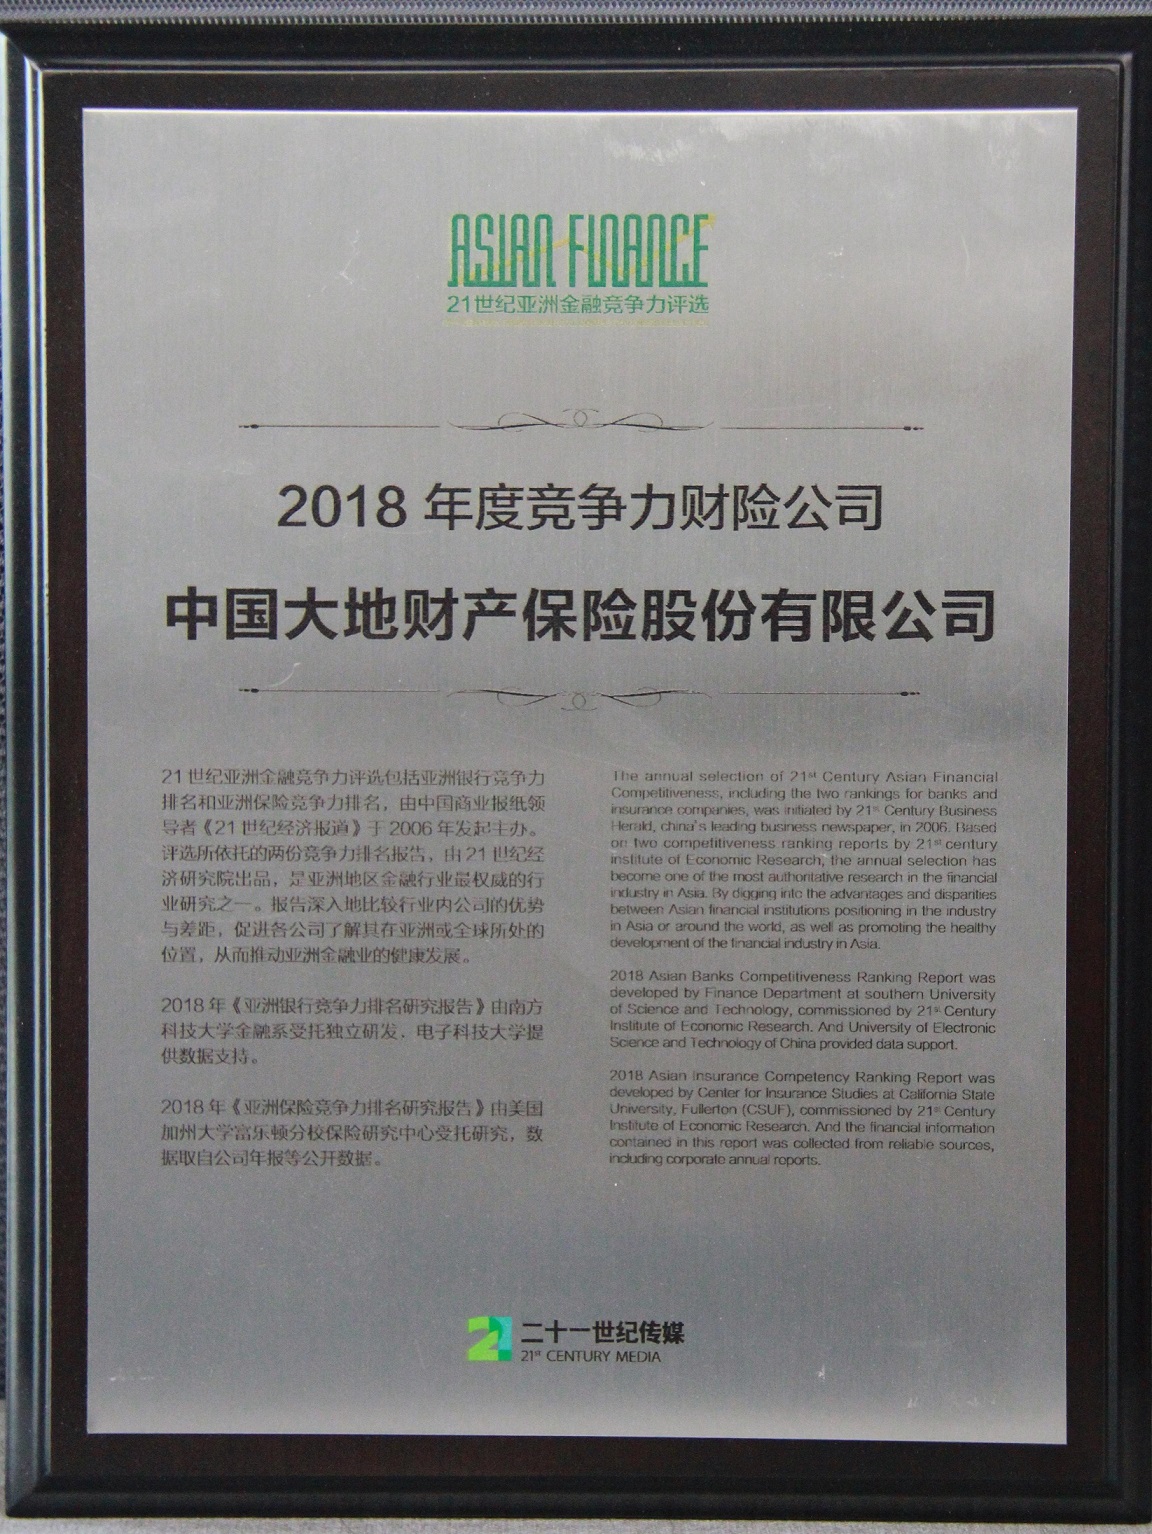 ASIAN FINANCE
21世纪亚洲金融竞争力评选
2018 年度竞争力财险公司
中国大地财产保险股份有限公司
21 世纪亚洲金融竞争力评选包括亚洲银行竞争力
排名和亚洲保险竞争力排名，由中国商业报纸领
导者《21 世纪经济报道》于 2006 年发起主办。
评选所依托的两份竞争力排名报告，由 21 世纪经
济研究院出品，是亚洲地区金融行业最权威的行
业研究之一。报告深入地比较行业内公司的优势
与差距，促进各公司了解其在亚洲或全球所处的
位置，从而推动亚洲金融业的健康发展。
2018 年《亚洲银行竞争力排名研究报告》由南方
科技大学金融系受托独立研发、电子科技大学提
供数据支持。
2018 年《亚洲保险竞争力排名研究报告》由美国
加州大学富乐顿分校保险研究中心受托研究，数
据取自公司年报等公开数据。
The annual selection of 21st Century Asian Financial
Competitiveness, including the two rankings for banks and
insurance companies, was initiated by 21st Century Business
Herald, china's leading business newspaper, in 2006. Based
on two competitiveness ranking reports by 21st century
institute of Economic Research, the annual selection has
become one of the most authoritative research in the financial
industry in Asia. By digging into the advantages and disparities
between Asian financial institutions positioning in the industry
in Asia or around the world, as well as promoting the healthy
development of the financial industry in Asia.
2018 Asian Banks Competitiveness Ranking Report was
developed by Finance Department at southern University
of Science and Technology, commissioned by 21st Century
Institute of Economic Research. And University of Electronic
Science and Technology of China provided data support.
2018 Asian Insurance Competency Ranking Report was
developed by Center for Insurance Studies at California State
University, Fullerton (CSUF), commissioned by 21st Century
Institute of Economic Research. And the financial information
contained in this report was collected from reliable sources,
including corporate annual reports.
21 二十一世纪传媒
21st CENTURY MEDIA